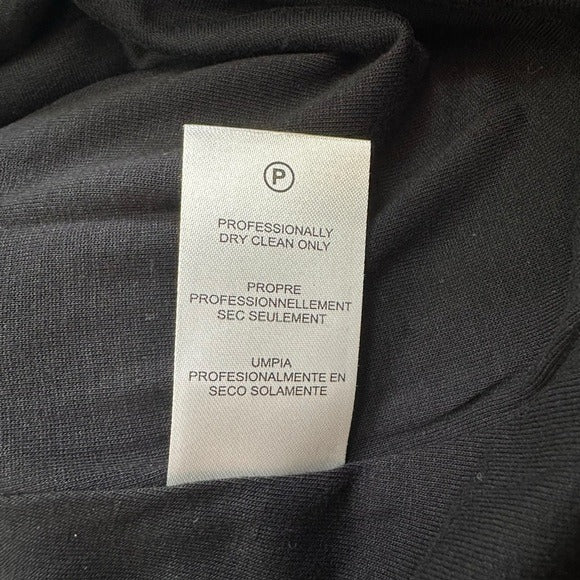 P
PROFESSIONALLY
DRY CLEAN ONLY
PROPRE
PROFESSIONNELLEMENT
SEC SEULEMENT
UMPIA
PROFESIONALMENTE EN
SECO SOLAMENTE